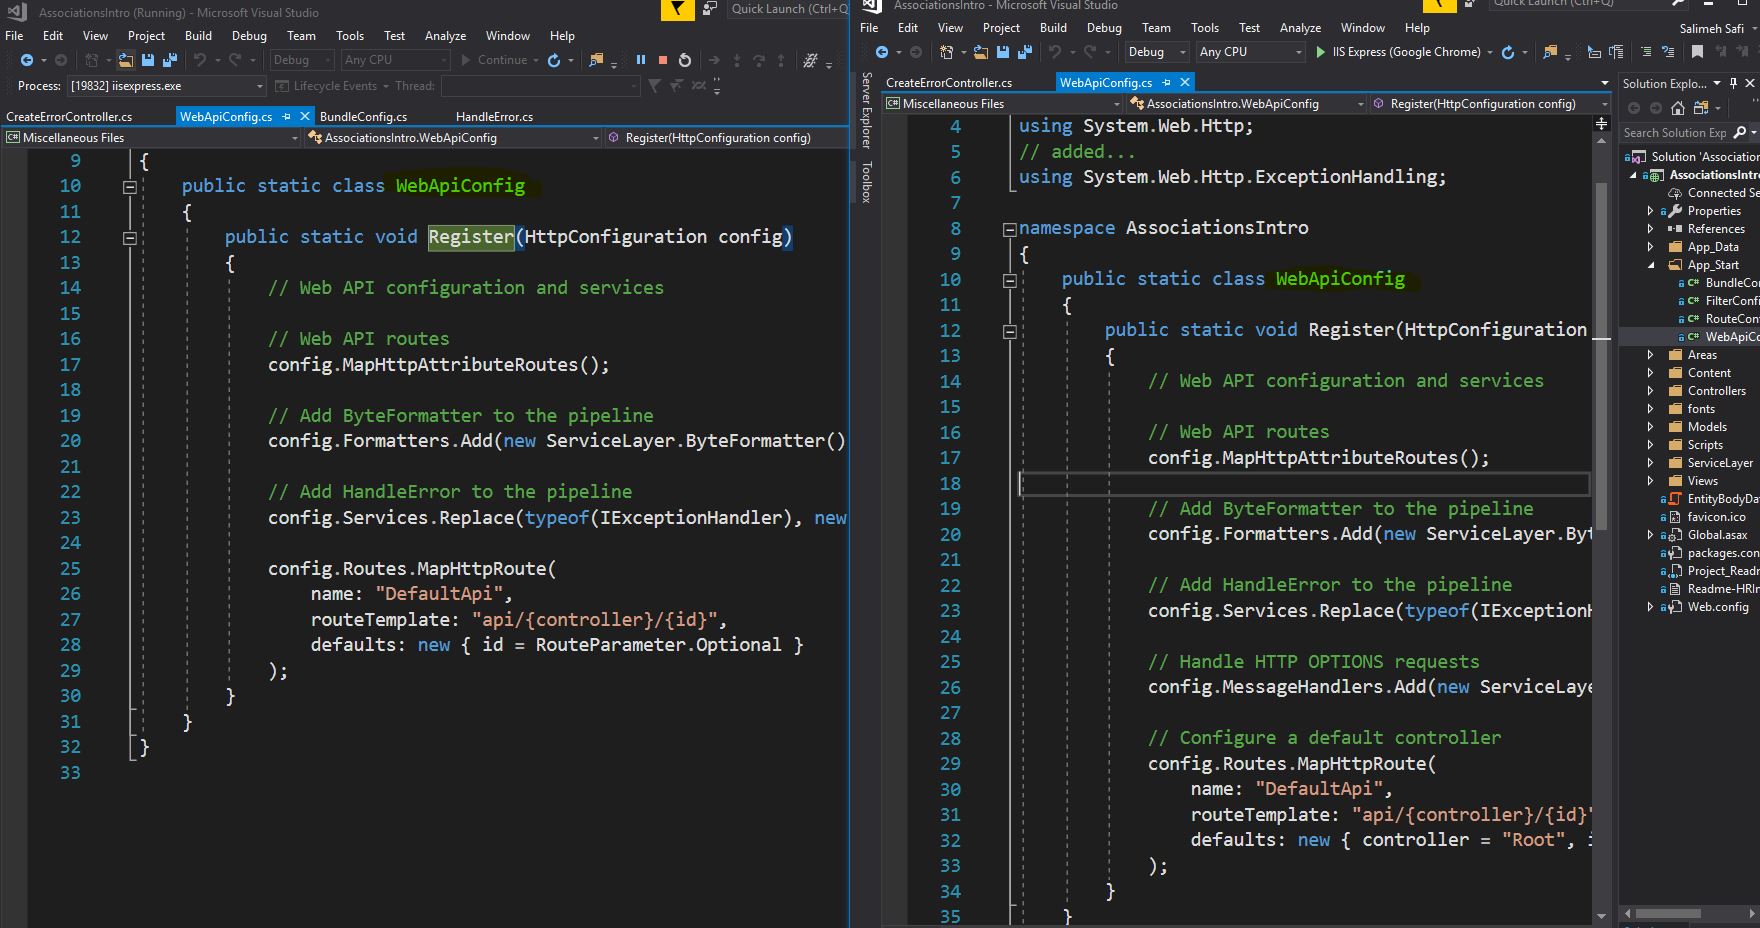 AssociationsIntro (Running) - Microsoft Visual Studio
Quick Launch (Ctrl+Q
File Edit View Project Build Debug Team Tools Test Analyze Window Help
Debug Any CPU Continue
Process: [19832] iisexpress.exe Lifecycle Events Thread:
CreateErrorController.cs WebApiConfig.cs BundleConfig.cs HandleError.cs
C# Miscellaneous Files AssociationsIntro.WebApiConfig Register(HttpConfiguration config)
9 {
10 public static class WebApiConfig
11 {
12 public static void Register(HttpConfiguration config)
13 {
14 // Web API configuration and services
15
16 // Web API routes
17 config.MapHttpAttributeRoutes();
18
19 // Add ByteFormatter to the pipeline
20 config.Formatters.Add(new ServiceLayer.ByteFormatter()
21
22 // Add HandleError to the pipeline
23 config.Services.Replace(typeof(IExceptionHandler), new
24
25 config.Routes.MapHttpRoute(
26 name: "DefaultApi",
27 routeTemplate: "api/{controller}/{id}",
28 defaults: new { id = RouteParameter.Optional }
29 );
30 }
31 }
32 }
33
AssociationsIntro - Microsoft Visual Studio
Quick Launch (Ctrl+Q)
File Edit View Project Build Debug Team Tools Test Analyze Window Help
Salimeh Safi
Debug Any CPU IIS Express (Google Chrome)
Server Explorer
Toolbox
CreateErrorController.cs WebApiConfig.cs
C# Miscellaneous Files AssociationsIntro.WebApiConfig Register(HttpConfiguration config)
4 using System.Web.Http;
5 // added...
6 using System.Web.Http.ExceptionHandling;
7
8 namespace AssociationsIntro
9 {
10 public static class WebApiConfig
11 {
12 public static void Register(HttpConfiguration
13 {
14 // Web API configuration and services
15
16 // Web API routes
17 config.MapHttpAttributeRoutes();
18
19 // Add ByteFormatter to the pipeline
20 config.Formatters.Add(new ServiceLayer.Byt
21
22 // Add HandleError to the pipeline
23 config.Services.Replace(typeof(IExceptionH
24
25 // Handle HTTP OPTIONS requests
26 config.MessageHandlers.Add(new ServiceLaye
27
28 // Configure a default controller
29 config.Routes.MapHttpRoute(
30 name: "DefaultApi",
31 routeTemplate: "api/{controller}/{id}"
32 defaults: new { controller = "Root", i
33 );
34 }
35 }
Solution Explo...
Search Solution Exp
Solution 'Association
AssociationsIntro
Connected Se
Properties
References
App_Data
App_Start
C# BundleCo
C# FilterConfi
C# RouteCon
C# WebApiCo
Areas
Content
Controllers
fonts
Models
Scripts
ServiceLayer
Views
EntityBodyDa
favicon.ico
Global.asax
packages.con
Project_Readm
Readme-HRIn
Web.config